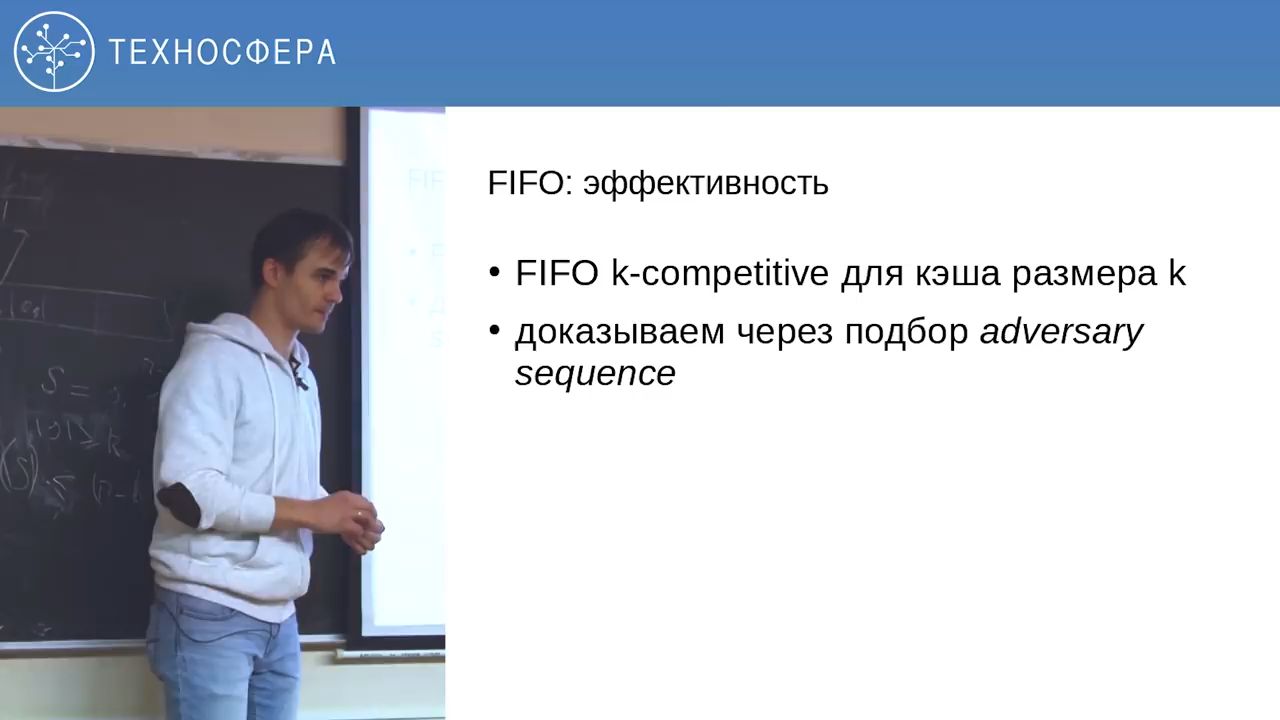 ТЕХНОСФЕРА
FIFO: эффективность
• FIFO k-competitive для кэша размера k
• доказываем через подбор adversary
sequence
S =